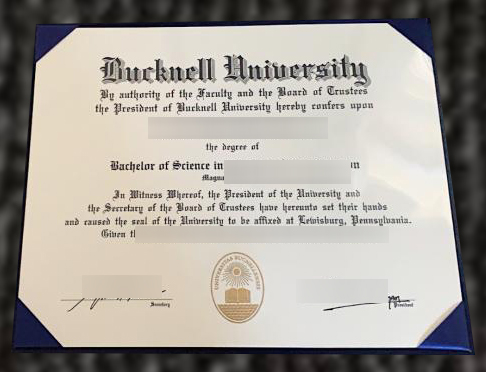 Bucknell University
By authority of the Faculty and the Board of Trustees
the President of Bucknell University hereby confers upon
the degree of
Bachelor of Science in
Magna
In Witness Whereof, the President of the University and
the Secretary of the Board of Trustees have hereunto set their hands
and caused the seal of the University to be affixed at Lewisburg, Pennsylvania.
Given
UNIVERSITAS BUCKNELLENSIS
Secretary
President